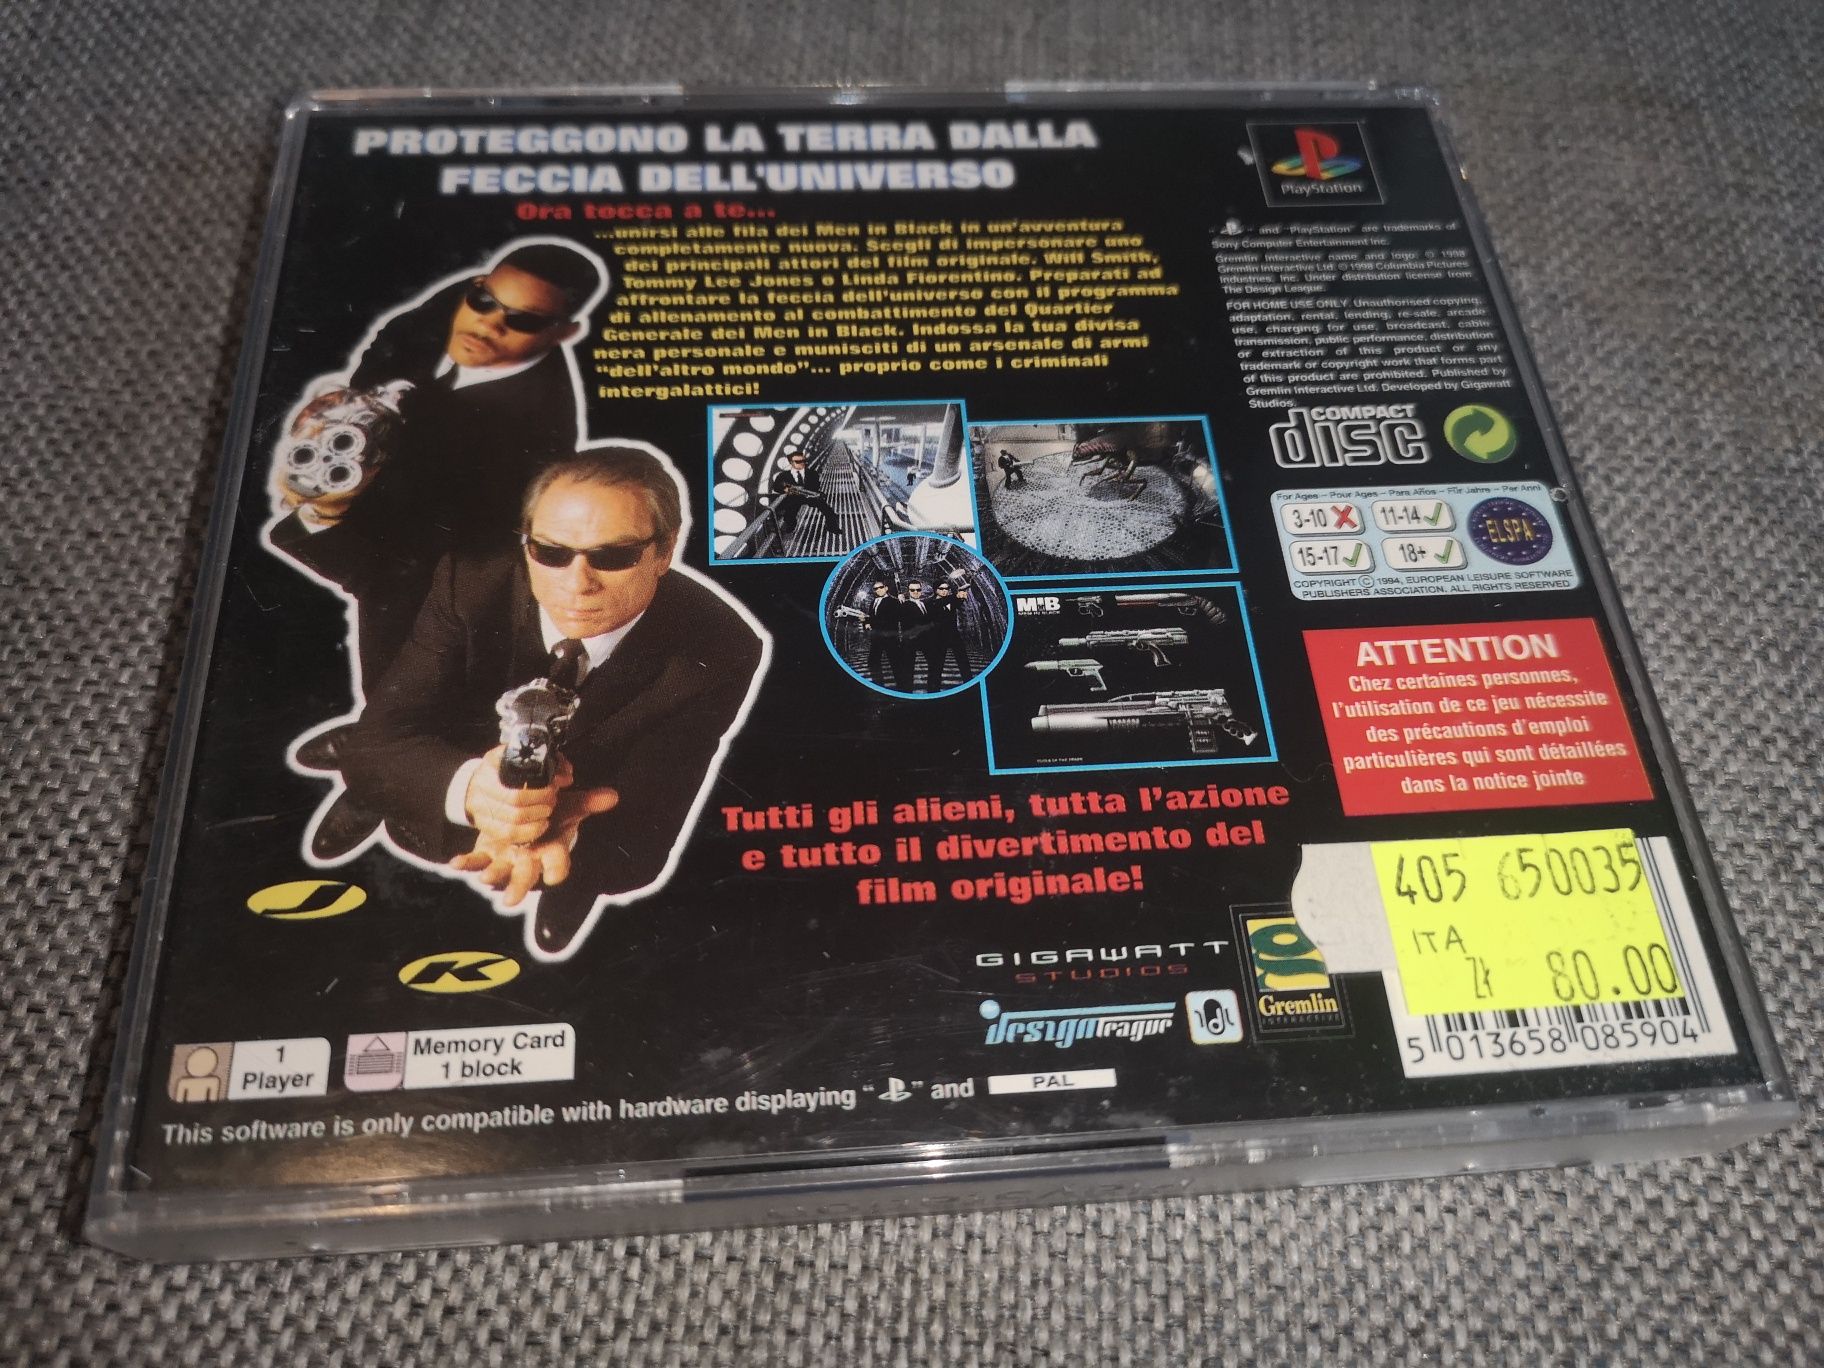 PROTEGGONO LA TERRA DALLA
FECCIA DELL'UNIVERSO
Ora tocca a te...
...unirsi alle fila dei Men in Black in un'avventura
completamente nuova. Scegli di impersonare uno
dei principali attori del film originale. Will Smith,
Tommy Lee Jones o Linda Fiorentino. Preparati ad
affrontare la feccia dell'universo con il programma
di allenamento al combattimento del Quartier
Generale dei Men in Black. Indossa la tua divisa
nera personale e munisciti di un arsenale di armi
"dell'altro mondo"... proprio come i criminali
intergalattici!
MIB
MEN IN BLACK
Tutti gli alieni, tutta l'azione
e tutto il divertimento del
film originale!
J
K
GIGAWATT
STUDIOS
design league
Gremlin
INTERACTIVE
1
Player
Memory Card
1 block
This software is only compatible with hardware displaying " " and PAL
PlayStation
" " and "PlayStation" are trademarks of
Sony Computer Entertainment Inc.
Gremlin Interactive name and logo: © 1998
Gremlin Interactive Ltd. © 1998 Columbia Pictures
Industries, Inc. Under distribution license from
The Design League.
FOR HOME USE ONLY. Unauthorised copying,
adaptation, rental, lending, re-sale, arcade
use, charging for use, broadcast, cabin
transmission, public performance, distribution
or extraction of this product or any
trademark or copyright work that forms part
of this product are prohibited. Published by
Gremlin Interactive Ltd. Developed by Gigawatt
Studios.
COMPACT
disc
For Ages - Pour Ages - Para Años - Für Jahre - Per Anni
3-10 11-14
15-17 18+
ELSPA
COPYRIGHT © 1994, EUROPEAN LEISURE SOFTWARE
PUBLISHERS ASSOCIATION. ALL RIGHTS RESERVED
ATTENTION
Chez certaines personnes,
l'utilisation de ce jeu nécessite
des précautions d'emploi
particulières qui sont détaillées
dans la notice jointe
405 650035
ITA
zł 80.00
5 013658 085904